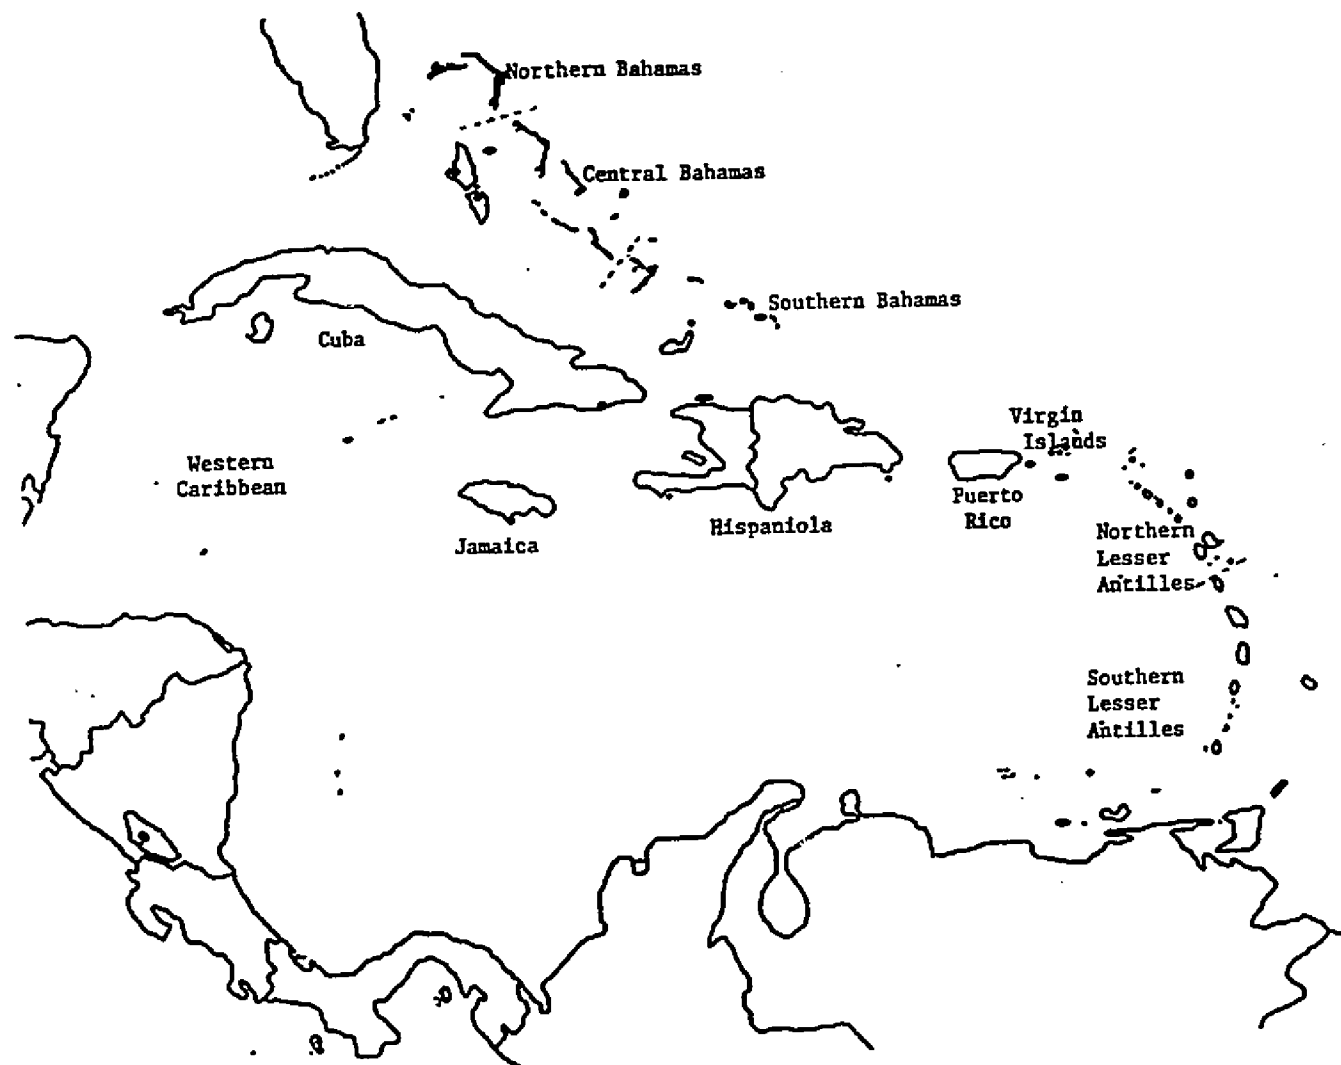 Northern Bahamas
Central Bahamas
Southern Bahamas
Cuba
Virgin
Islands
Western
Caribbean
Puerto
Rico
Hispaniola
Jamaica
Northern
Lesser
Antilles
Southern
Lesser
Antilles